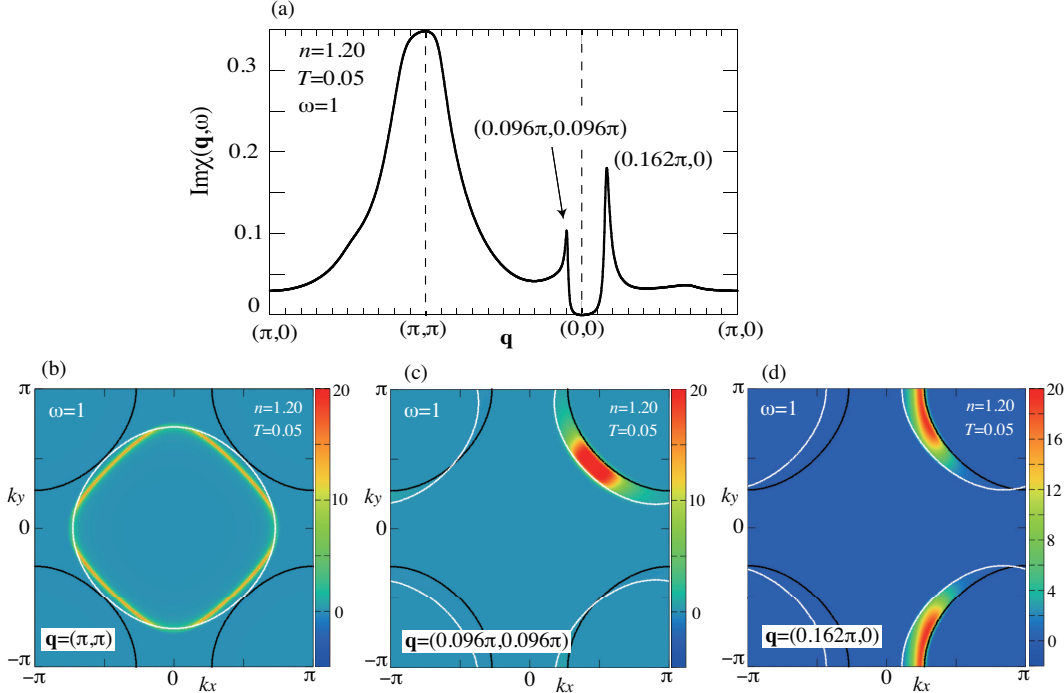 (a)
n=1.20
T=0.05
ω=1
Imχ(q,ω)
0.3
0.2
0.1
0
(0.096π,0.096π)
(0.162π,0)
(π,0)
(π,π)
(0,0)
(π,0)
q
(b)
π
ky
0
−π
ω=1
n=1.20
T=0.05
q=(π,π)
−π
0
kx
π
20
10
0
(c)
π
ky
0
−π
ω=1
n=1.20
T=0.05
q=(0.096π,0.096π)
−π
0
kx
π
20
10
0
(d)
π
ky
0
−π
ω=1
n=1.20
T=0.05
q=(0.162π,0)
−π
0
kx
π
20
16
12
8
4
0